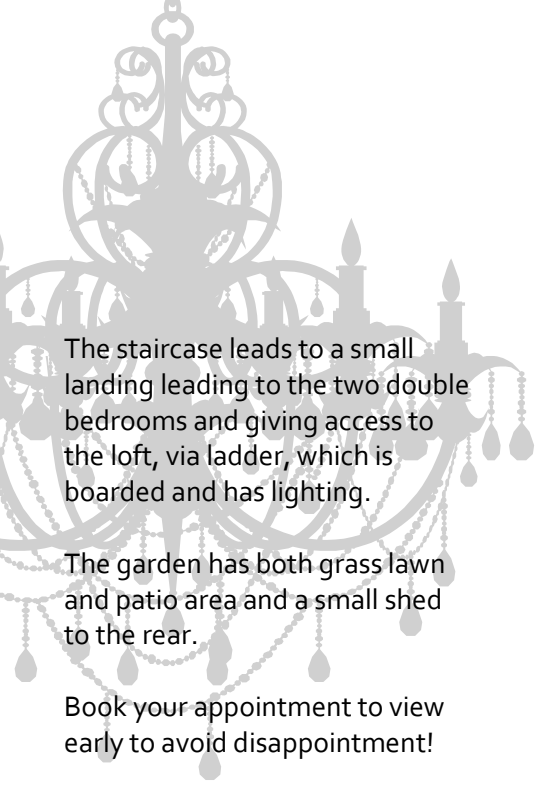 The staircase leads to a small
landing leading to the two double
bedrooms and giving access to
the loft, via ladder, which is
boarded and has lighting.
The garden has both grass lawn
and patio area and a small shed
to the rear.
Book your appointment to view
early to avoid disappointment!